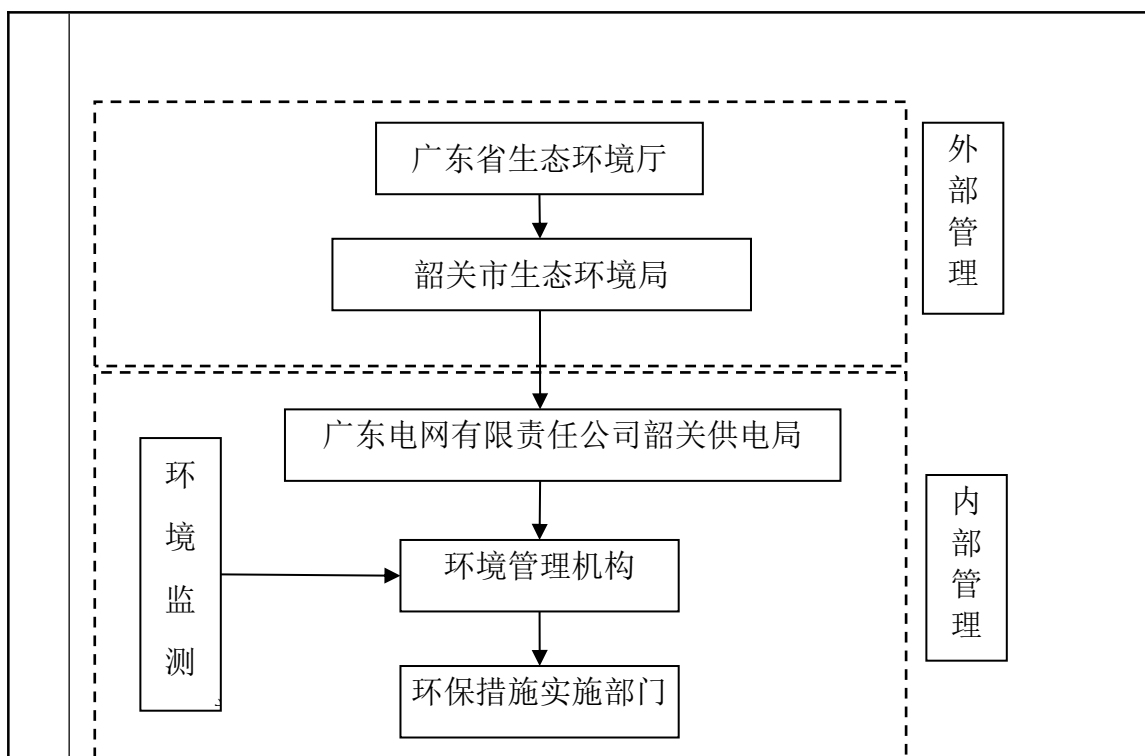 广东省生态环境厅
外部管理
韶关市生态环境局
广东电网有限责任公司韶关供电局
环境监测
内部管理
环境管理机构
环保措施实施部门